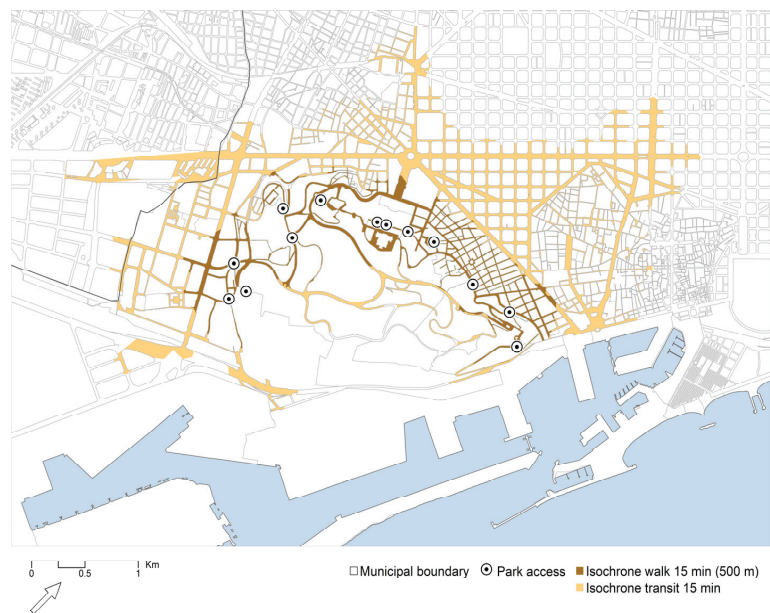 Km
0 0.5 1
Municipal boundary
Park access
Isochrone walk 15 min (500 m)
Isochrone transit 15 min